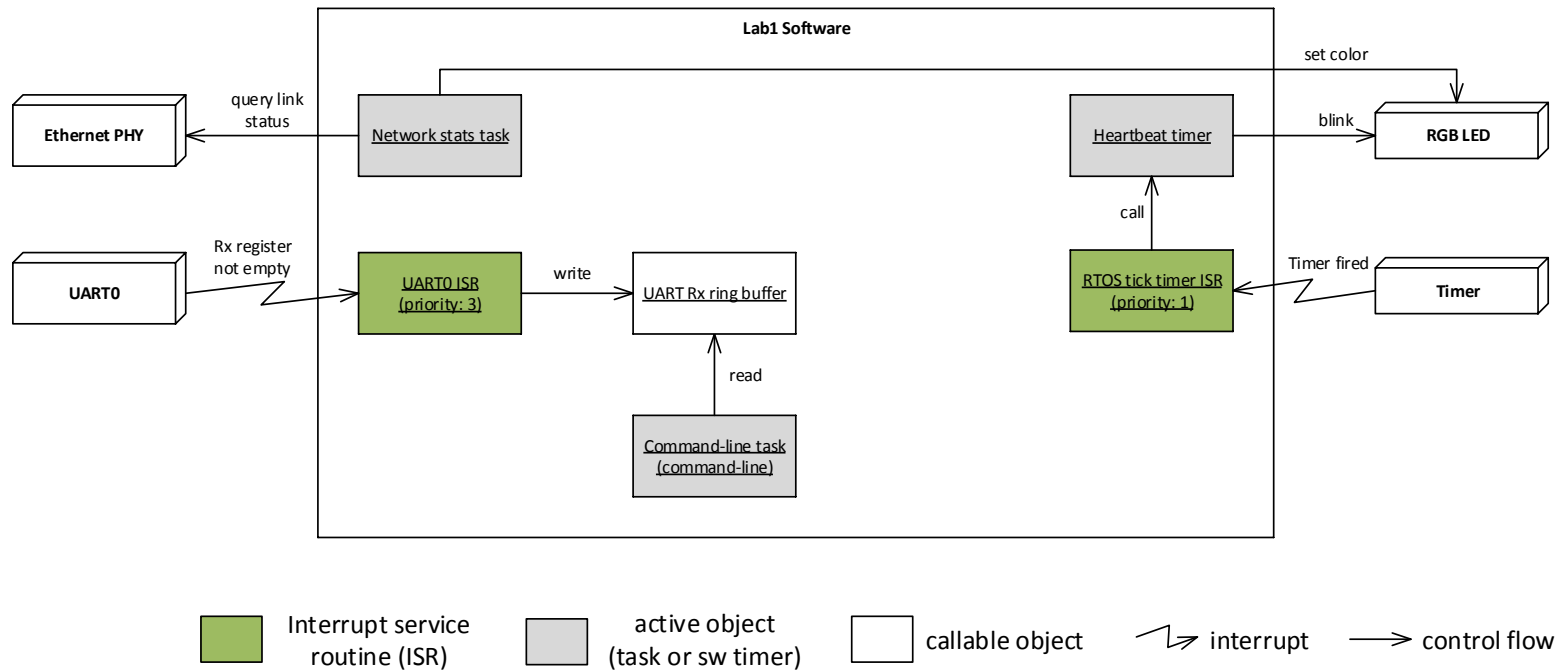 Lab1 Software
set color
query link
status
Ethernet PHY
Network stats task
Heartbeat timer
blink
RGB LED
call
Rx register
not empty
UART0
UART0 ISR
(priority: 3)
write
UART Rx ring buffer
RTOS tick timer ISR
(priority: 1)
Timer fired
Timer
read
Command-line task
(command-line)
Interrupt service
routine (ISR)
active object
(task or sw timer)
callable object
interrupt
control flow